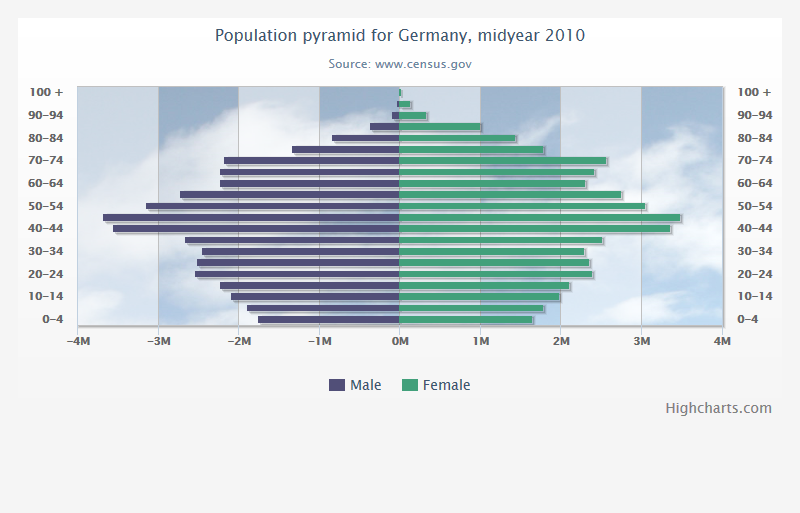 Population pyramid for Germany, midyear 2010
Source: www.census.gov
100 + 100 +
90–94 90–94
80–84 80–84
70–74 70–74
60–64 60–64
50–54 50–54
40–44 40–44
30–34 30–34
20–24 20–24
10–14 10–14
0–4 0–4
-4M -3M -2M -1M 0M 1M 2M 3M 4M
Male Female
Highcharts.com